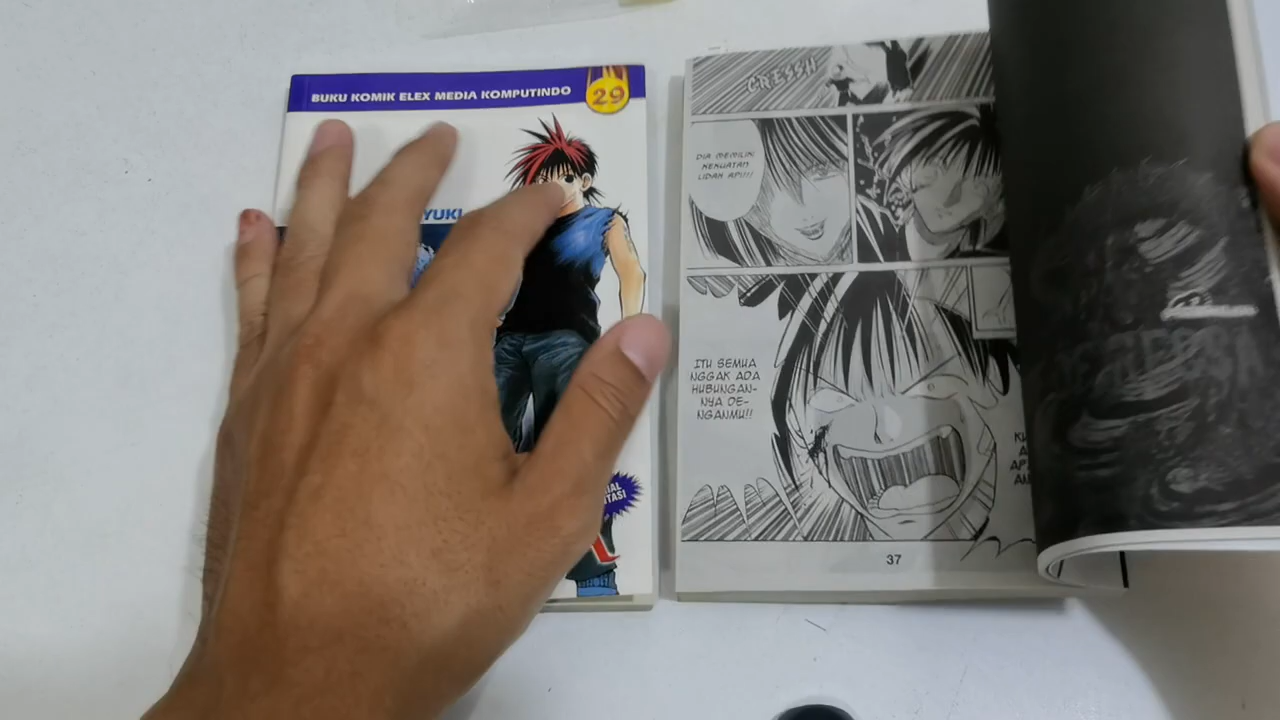 BUKU KOMIK ELEX MEDIA KOMPUTINDO
29
YUKI
GRESSH
DIA MEMILIKI
KEKUATAN
LIDAH API!!!
ITU SEMUA
NGGAK ADA
HUBUNGAN-
NYA DE-
NGANMU!!
37